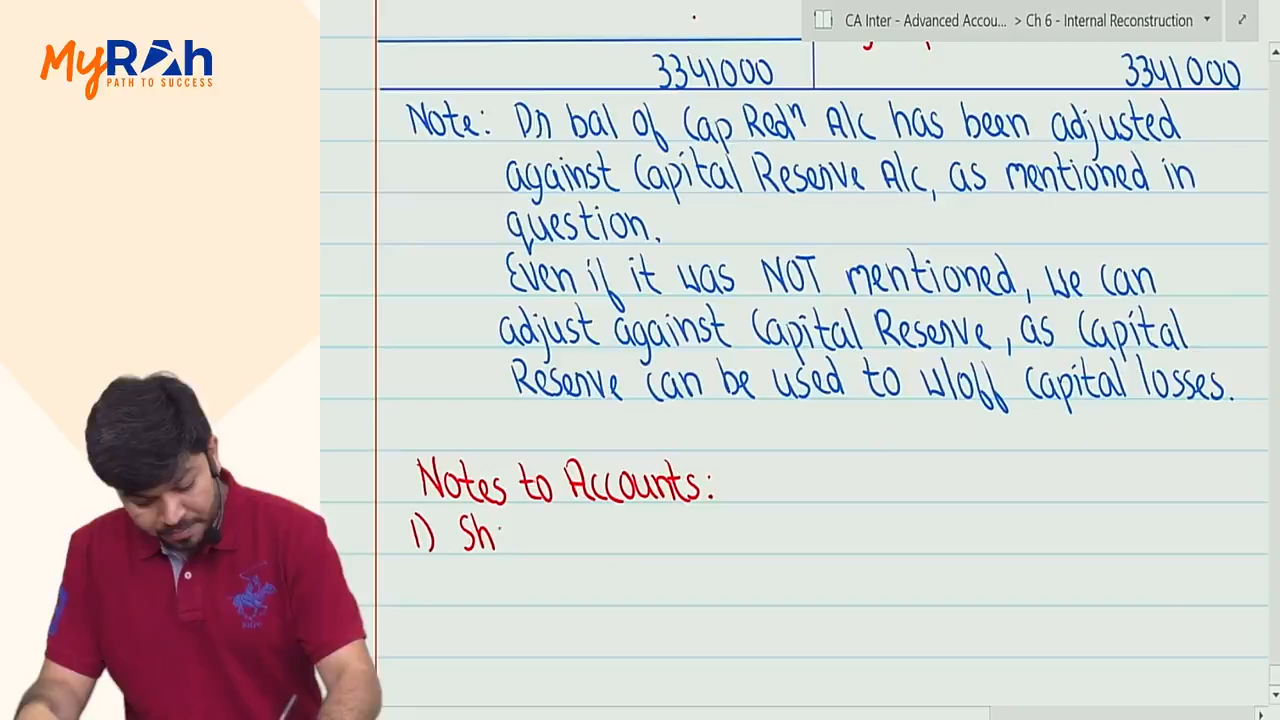 MyRAh
PATH TO SUCCESS
CA Inter - Advanced Accou... > Ch 6 - Internal Reconstruction
3341000 3341000
Note: Dr bal of Cap Redⁿ A/c has been adjusted
against Capital Reserve A/c, as mentioned in
question.
Even if it was NOT mentioned, we can
adjust against Capital Reserve, as Capital
Reserve can be used to w/off capital losses.
Notes to Accounts:
1) Sh